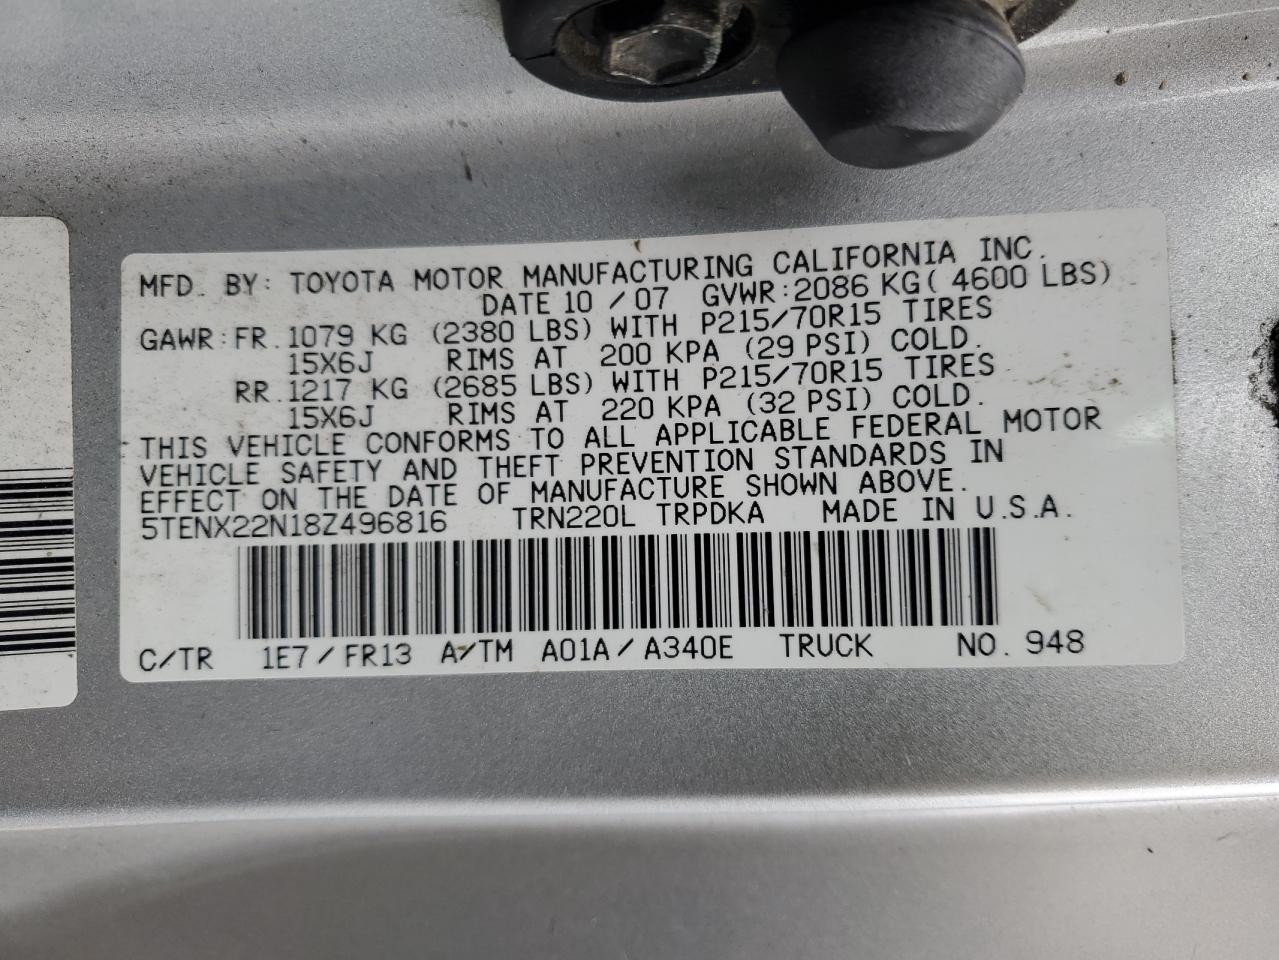 MFD. BY: TOYOTA MOTOR MANUFACTURING CALIFORNIA INC.
DATE 10 / 07 GVWR:2086 KG( 4600 LBS)
GAWR:FR. 1079 KG (2380 LBS) WITH P215/70R15 TIRES
15X6J RIMS AT 200 KPA (29 PSI) COLD.
RR. 1217 KG (2685 LBS) WITH P215/70R15 TIRES
15X6J RIMS AT 220 KPA (32 PSI) COLD.
THIS VEHICLE CONFORMS TO ALL APPLICABLE FEDERAL MOTOR
VEHICLE SAFETY AND THEFT PREVENTION STANDARDS IN
EFFECT ON THE DATE OF MANUFACTURE SHOWN ABOVE.
5TENX22N18Z496816 TRN220L TRPDKA MADE IN U.S.A.
C/TR 1E7/FR13 A/TM A01A/A340E TRUCK NO. 948